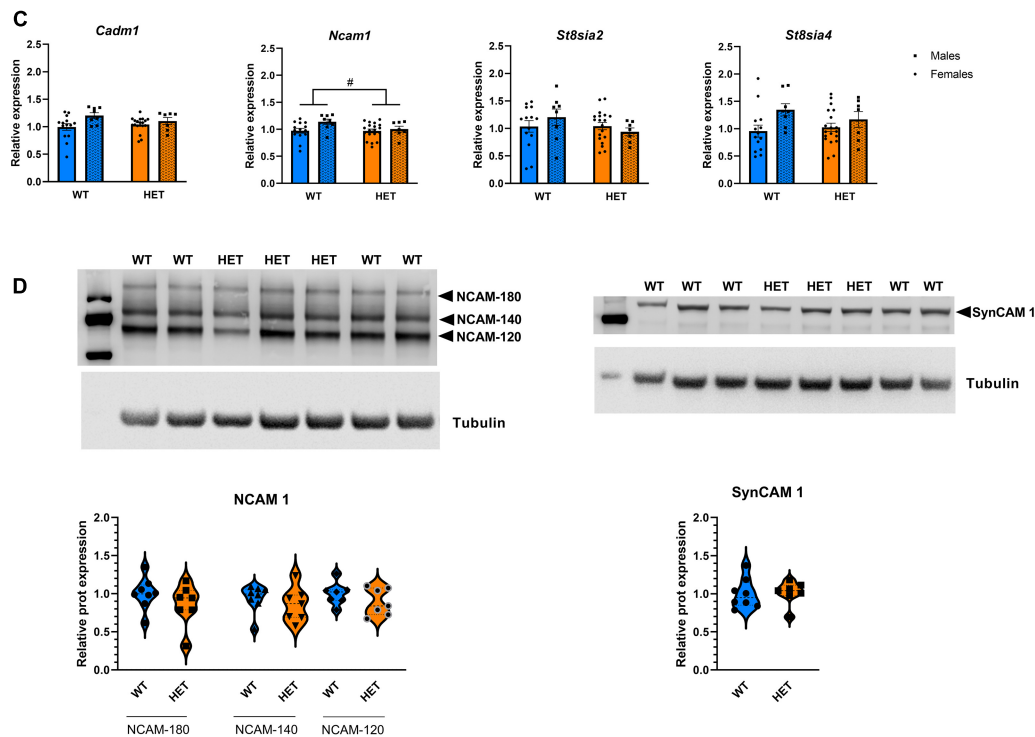 C
Cadm1
Relative expression
2.5
2.0
1.5
1.0
0.5
0.0
WT HET
Ncam1
#
Relative expression
2.5
2.0
1.5
1.0
0.5
0.0
WT HET
St8sia2
Relative expression
2.5
2.0
1.5
1.0
0.5
0.0
WT HET
St8sia4
Relative expression
2.5
2.0
1.5
1.0
0.5
0.0
WT HET
Males
Females
D
WT WT HET HET HET WT WT
NCAM-180
NCAM-140
NCAM-120
Tubulin
WT WT WT HET HET HET WT WT
SynCAM 1
Tubulin
NCAM 1
Relative prot expression
2.0
1.5
1.0
0.5
0.0
WT HET WT HET WT HET
NCAM-180 NCAM-140 NCAM-120
SynCAM 1
Relative prot expression
2.0
1.5
1.0
0.5
0.0
WT HET